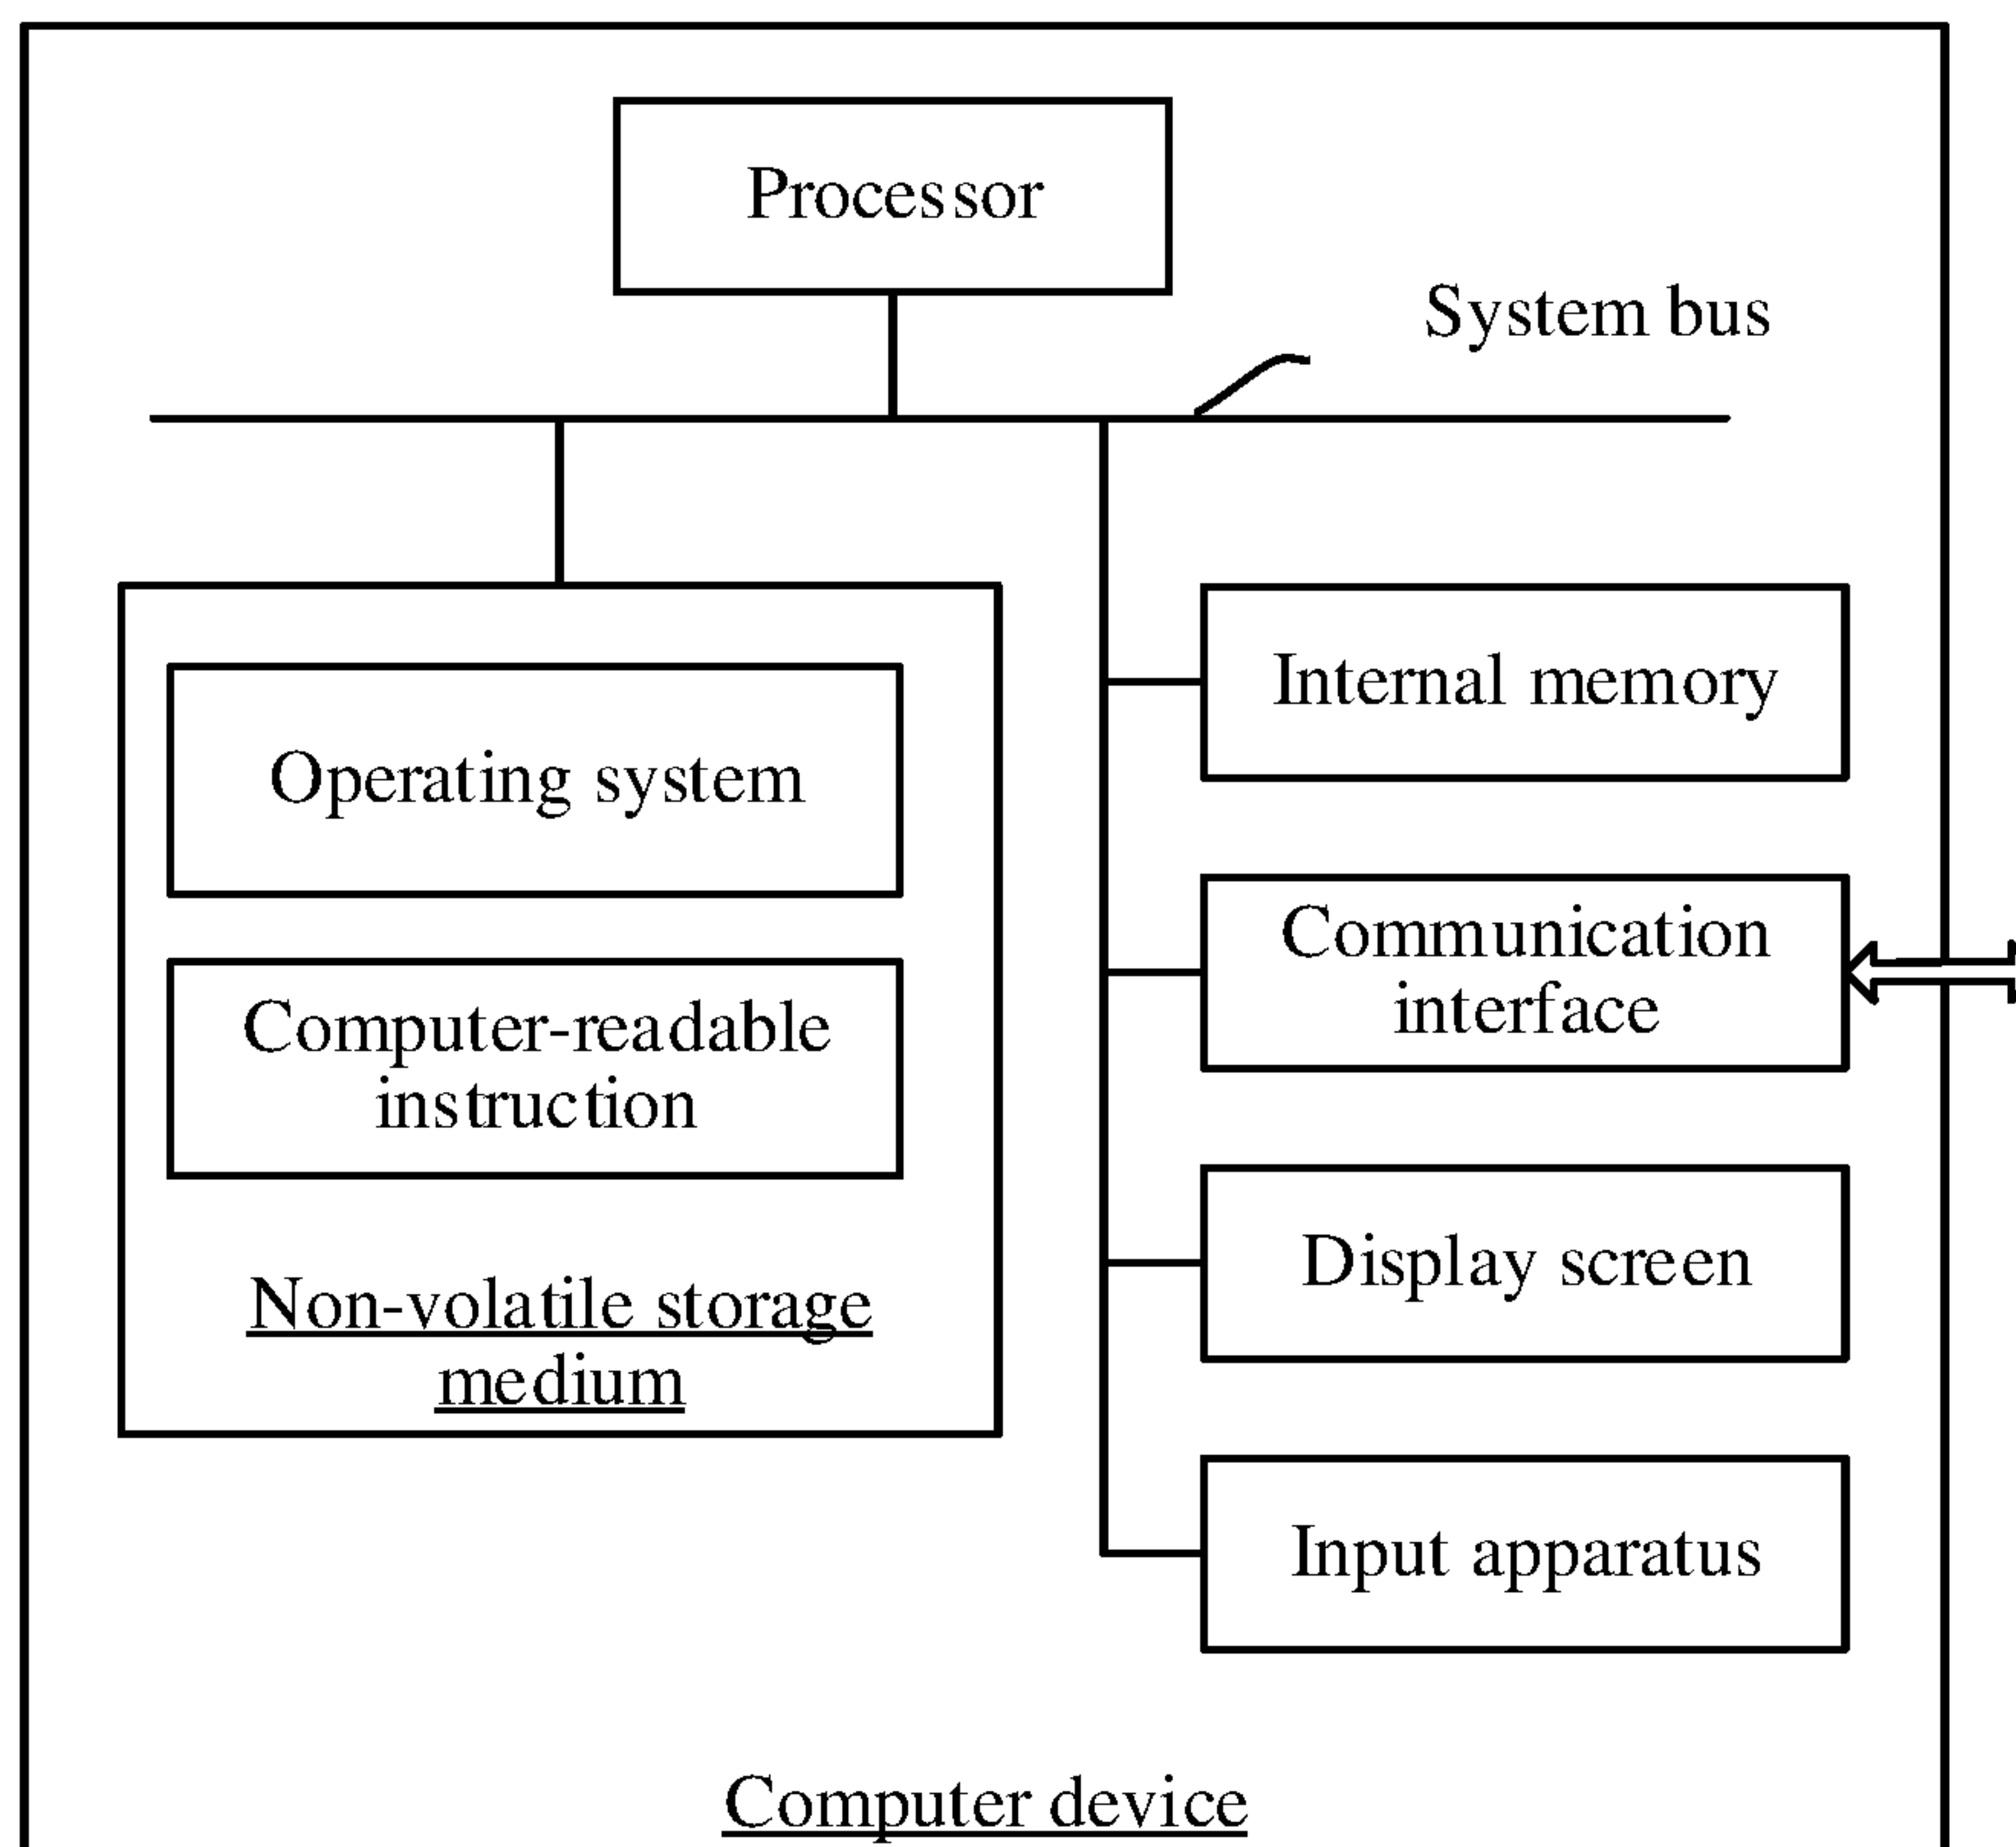 Processor
System bus
Operating system
Computer-readable
instruction
Non-volatile storage
medium
Internal memory
Communication
interface
Display screen
Input apparatus
Computer device